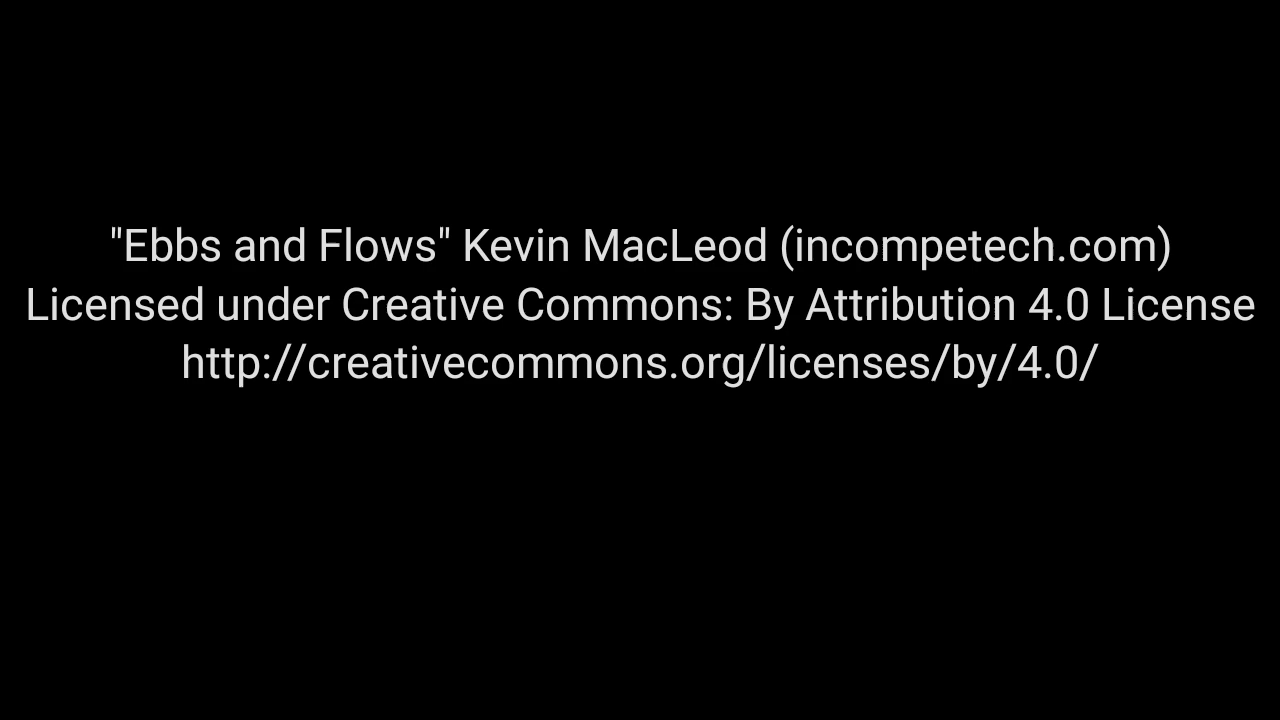 "Ebbs and Flows" Kevin MacLeod (incompetech.com)
Licensed under Creative Commons: By Attribution 4.0 License
http://creativecommons.org/licenses/by/4.0/